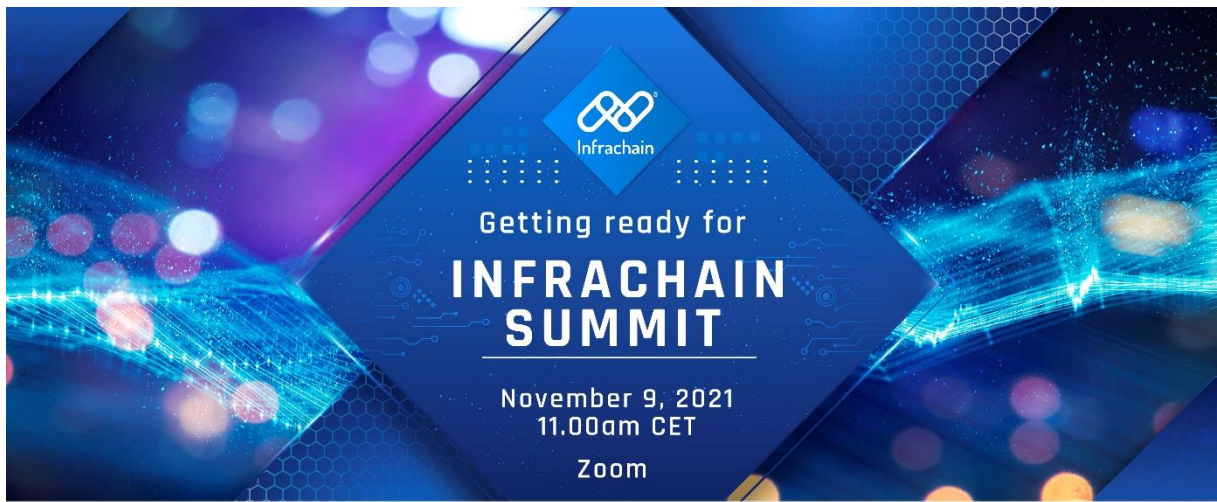 Infrachain
Getting ready for
INFRACHAIN
SUMMIT
November 9, 2021
11.00am CET
Zoom